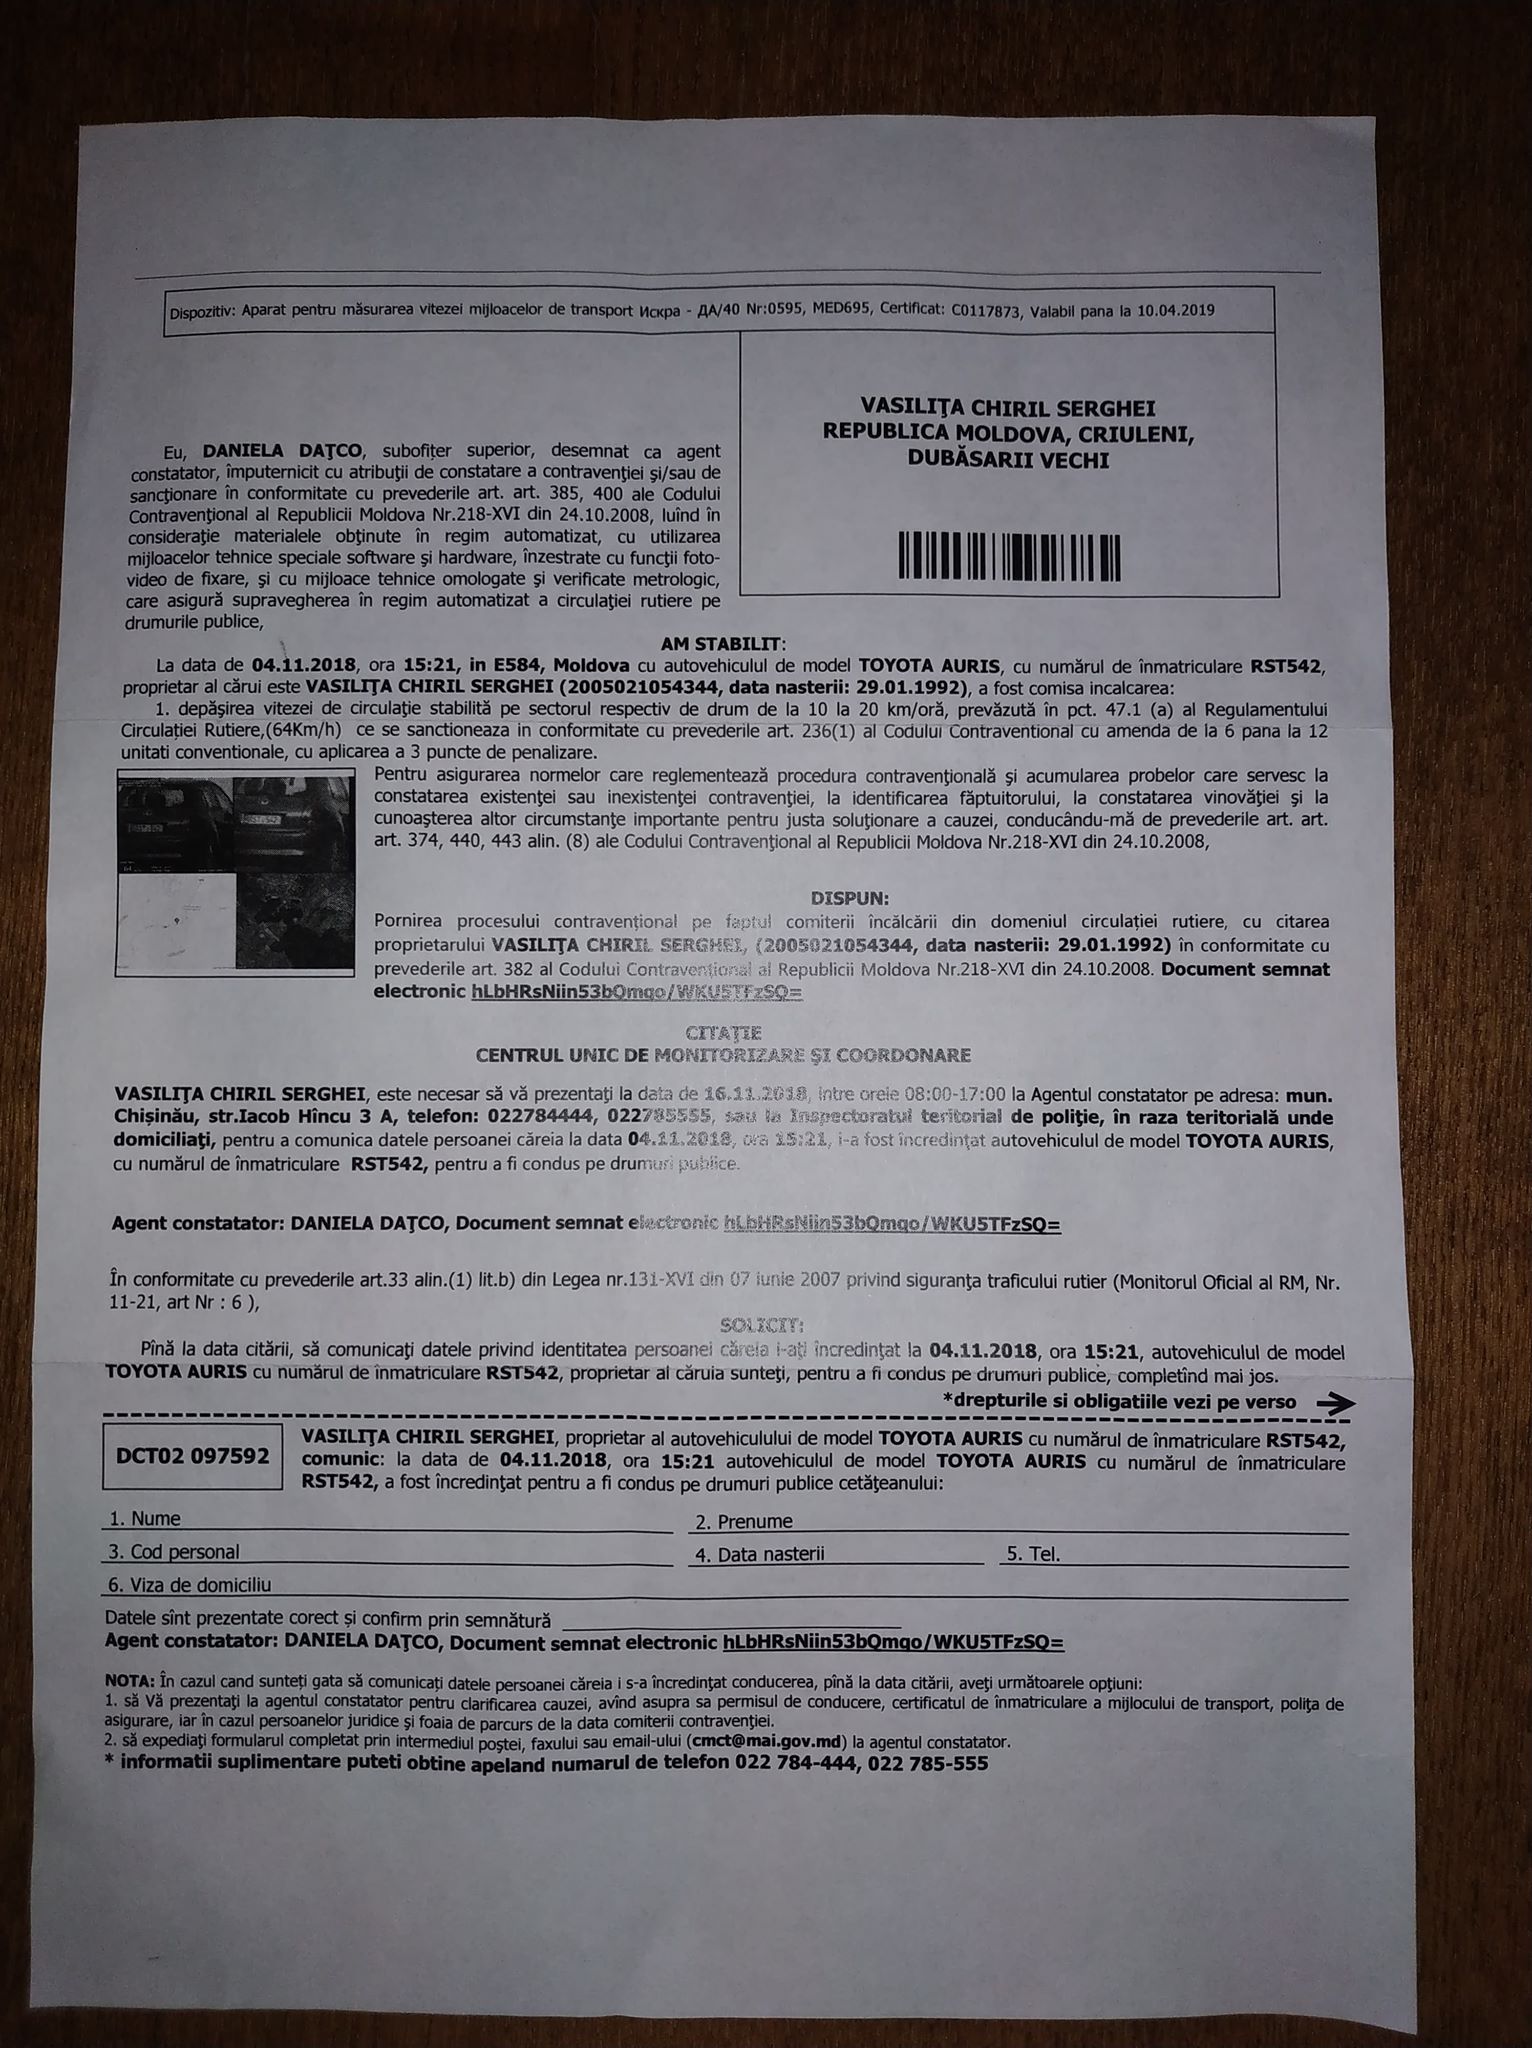 Dispozitiv: Aparat pentru măsurarea vitezei mijloacelor de transport Искра - ДА/40 Nr:0595, MED695, Certificat: C0117873, Valabil pana la 10.04.2019
VASILIŢA CHIRIL SERGHEI
REPUBLICA MOLDOVA, CRIULENI,
DUBĂSARII VECHI
Eu, DANIELA DAŢCO, subofiţer superior, desemnat ca agent
constatator, împuternicit cu atribuţii de constatare a contravenţiei şi/sau de
sancţionare în conformitate cu prevederile art. art. 385, 400 ale Codului
Contravenţional al Republicii Moldova Nr.218-XVI din 24.10.2008, luînd în
consideraţie materialele obţinute în regim automatizat, cu utilizarea
mijloacelor tehnice speciale software şi hardware, înzestrate cu funcţii foto-
video de fixare, şi cu mijloace tehnice omologate şi verificate metrologic,
care asigură supravegherea în regim automatizat a circulaţiei rutiere pe
drumurile publice,
AM STABILIT:
La data de 04.11.2018, ora 15:21, in E584, Moldova cu autovehiculul de model TOYOTA AURIS, cu numărul de înmatriculare RST542,
proprietar al cărui este VASILIŢA CHIRIL SERGHEI (2005021054344, data nasterii: 29.01.1992), a fost comisa incalcarea:
1. depăşirea vitezei de circulaţie stabilită pe sectorul respectiv de drum de la 10 la 20 km/oră, prevăzută în pct. 47.1 (a) al Regulamentului
Circulaţiei Rutiere,(64Km/h) ce se sanctioneaza in conformitate cu prevederile art. 236(1) al Codului Contraventional cu amenda de la 6 pana la 12
unitati conventionale, cu aplicarea a 3 puncte de penalizare.
Pentru asigurarea normelor care reglementează procedura contravenţională şi acumularea probelor care servesc la
constatarea existenţei sau inexistenţei contravenţiei, la identificarea făptuitorului, la constatarea vinovăţiei şi la
cunoaşterea altor circumstanţe importante pentru justa soluţionare a cauzei, conducându-mă de prevederile art. art.
art. 374, 440, 443 alin. (8) ale Codului Contravenţional al Republicii Moldova Nr.218-XVI din 24.10.2008,
DISPUN:
Pornirea procesului contravenţional pe faptul comiterii încălcării din domeniul circulaţiei rutiere, cu citarea
proprietarului VASILIŢA CHIRIL SERGHEI, (2005021054344, data nasterii: 29.01.1992) în conformitate cu
prevederile art. 382 al Codului Contravenţional al Republicii Moldova Nr.218-XVI din 24.10.2008. Document semnat
electronic hLbHRsNiin53bQmqo/WKU5TFzSQ=
CITAŢIE
CENTRUL UNIC DE MONITORIZARE ŞI COORDONARE
VASILIŢA CHIRIL SERGHEI, este necesar să vă prezentaţi la data de 16.11.2018, între orele 08:00-17:00 la Agentul constatator pe adresa: mun.
Chişinău, str.Iacob Hîncu 3 A, telefon: 022784444, 022785555, sau la Inspectoratul teritorial de poliţie, în raza teritorială unde
domiciliaţi, pentru a comunica datele persoanei căreia la data 04.11.2018, ora 15:21, i-a fost încredinţat autovehiculul de model TOYOTA AURIS,
cu numărul de înmatriculare RST542, pentru a fi condus pe drumuri publice.
Agent constatator: DANIELA DAŢCO, Document semnat electronic hLbHRsNiin53bQmqo/WKU5TFzSQ=
În conformitate cu prevederile art.33 alin.(1) lit.b) din Legea nr.131-XVI din 07 iunie 2007 privind siguranţa traficului rutier (Monitorul Oficial al RM, Nr.
11-21, art Nr : 6 ),
SOLICIT:
Pînă la data citării, să comunicaţi datele privind identitatea persoanei căreia i-aţi încredinţat la 04.11.2018, ora 15:21, autovehiculul de model
TOYOTA AURIS cu numărul de înmatriculare RST542, proprietar al căruia sunteţi, pentru a fi condus pe drumuri publice, completînd mai jos.
*drepturile si obligatiile vezi pe verso
DCT02 097592
VASILIŢA CHIRIL SERGHEI, proprietar al autovehiculului de model TOYOTA AURIS cu numărul de înmatriculare RST542,
comunic: la data de 04.11.2018, ora 15:21 autovehiculul de model TOYOTA AURIS cu numărul de înmatriculare
RST542, a fost încredinţat pentru a fi condus pe drumuri publice cetăţeanului:
1. Nume 2. Prenume
3. Cod personal 4. Data nasterii 5. Tel.
6. Viza de domiciliu
Datele sînt prezentate corect şi confirm prin semnătură
Agent constatator: DANIELA DAŢCO, Document semnat electronic hLbHRsNiin53bQmqo/WKU5TFzSQ=
NOTA: În cazul cand sunteţi gata să comunicaţi datele persoanei căreia i s-a încredinţat conducerea, pînă la data citării, aveţi următoarele opţiuni:
1. să Vă prezentaţi la agentul constatator pentru clarificarea cauzei, avînd asupra sa permisul de conducere, certificatul de înmatriculare a mijlocului de transport, poliţa de
asigurare, iar în cazul persoanelor juridice şi foaia de parcurs de la data comiterii contravenţiei.
2. să expediaţi formularul completat prin intermediul poştei, faxului sau email-ului (cmct@mai.gov.md) la agentul constatator.
* informatii suplimentare puteti obtine apeland numarul de telefon 022 784-444, 022 785-555